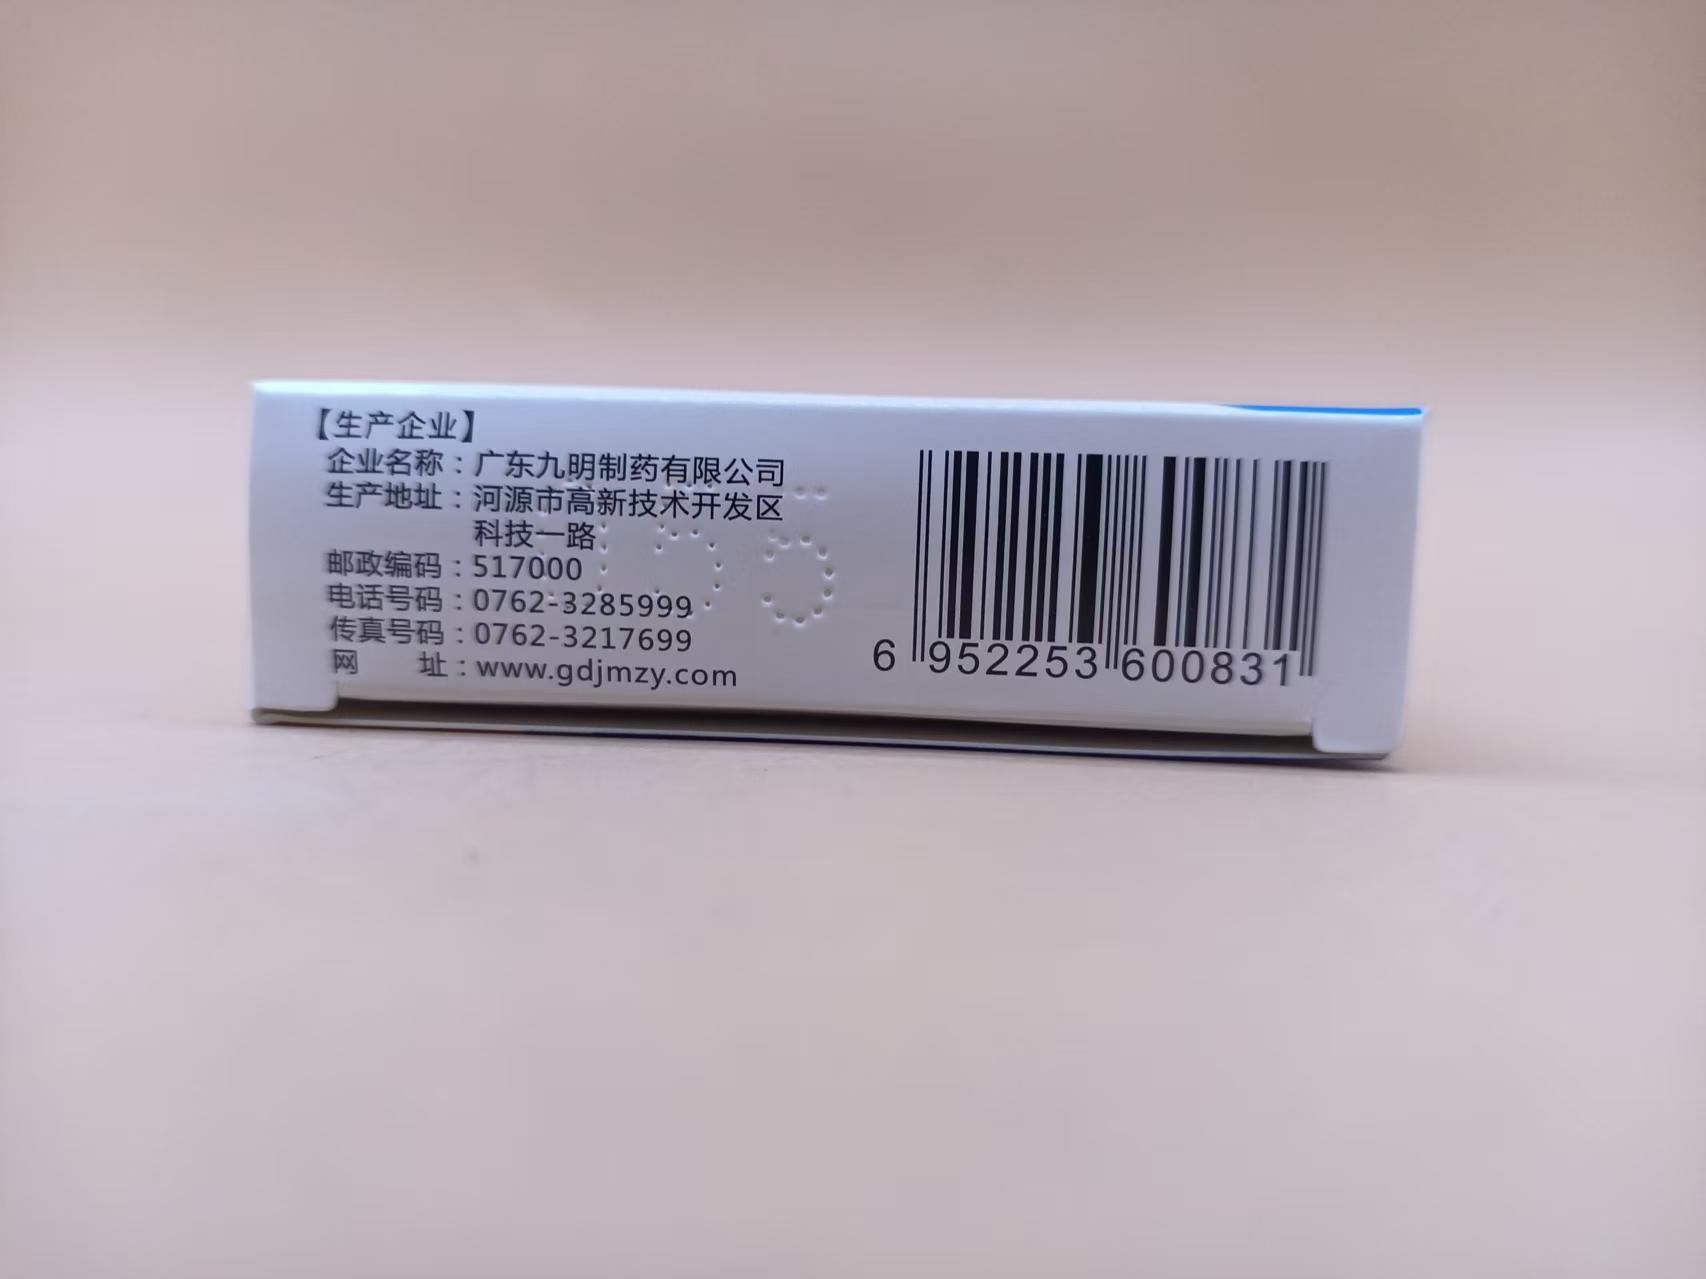 【生产企业】
企业名称：广东九明制药有限公司
生产地址：河源市高新技术开发区
科技一路
邮政编码：517000
电话号码：0762-3285999
传真号码：0762-3217699
网　　址：www.gdjmzy.com
6 952253 600831